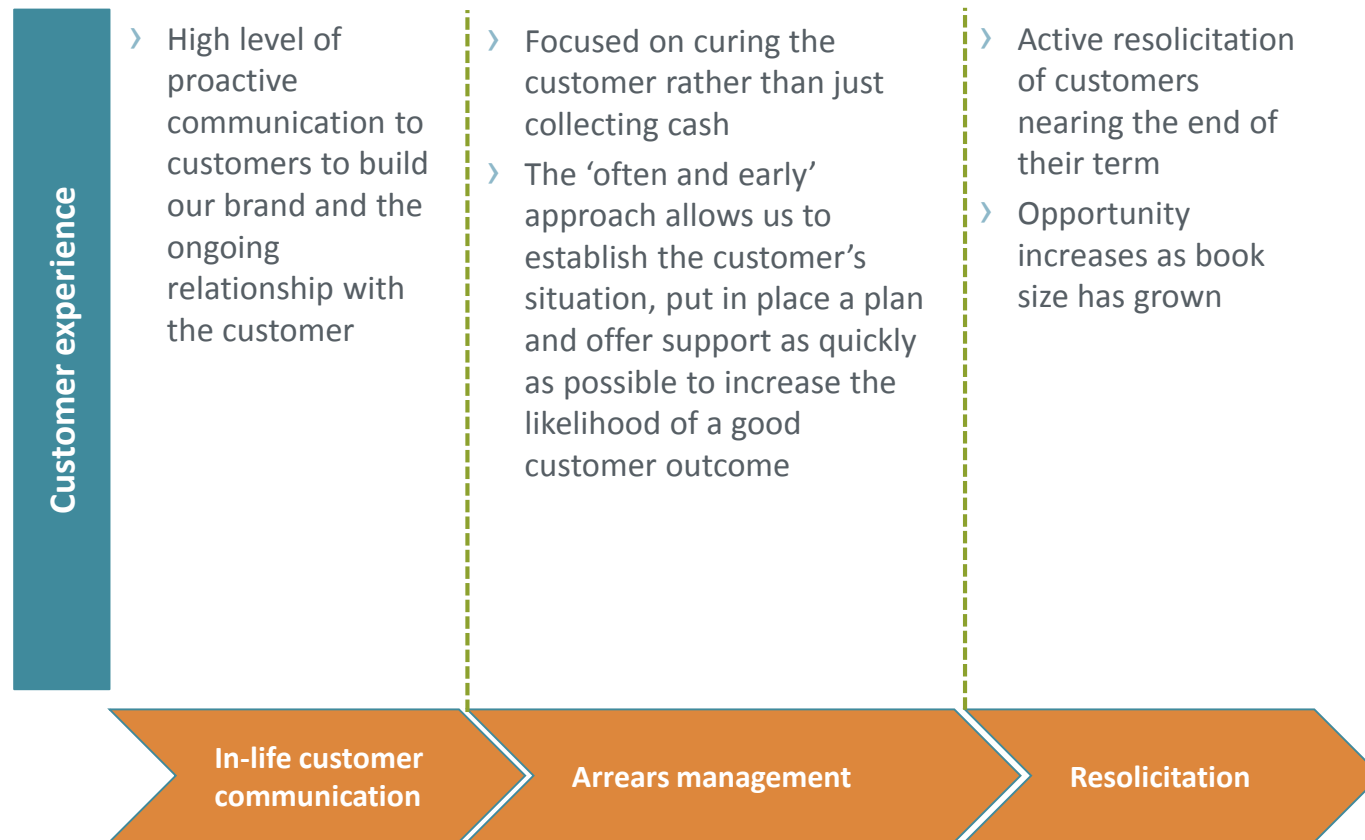 Customer experience
› High level of
proactive
communication to
customers to build
our brand and the
ongoing
relationship with
the customer
› Focused on curing the
customer rather than just
collecting cash
› The ‘often and early’
approach allows us to
establish the customer’s
situation, put in place a plan
and offer support as quickly
as possible to increase the
likelihood of a good
customer outcome
› Active resolicitation
of customers
nearing the end of
their term
› Opportunity
increases as book
size has grown
In-life customer
communication
Arrears management
Resolicitation